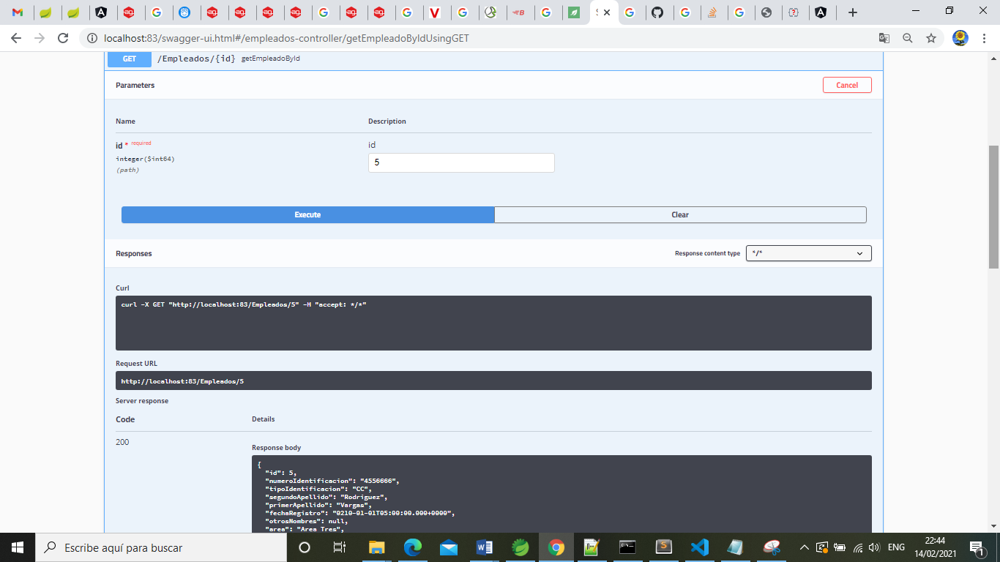 localhost:83/swagger-ui.html#/empleados-controller/getEmpleadoByIdUsingGET
GET /Empleados/{id} getEmpleadoById
Parameters
Cancel
Name Description
id * required
integer($int64)
(path)
id
5
Execute Clear
Responses
Response content type */*
Curl
curl -X GET "http://localhost:83/Empleados/5" -H "accept: */*"
Request URL
http://localhost:83/Empleados/5
Server response
Code Details
200
Response body
{
"id": 5,
"numeroIdentificacion": "4556666",
"tipoIdentificacion": "CC",
"segundoApellido": "Rodriguez",
"primerApellido": "Vargas",
"fechaRegistro": "0210-01-01T05:00:00.000+0000",
"otrosNombres": null,
"area": "Area Tres",
Escribe aquí para buscar
ENG
22:44
14/02/2021
1